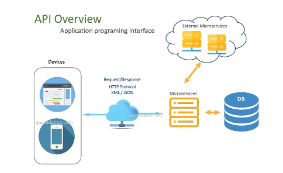 API Overview
Application programing interface
External Microservices
Devices
Request/Response
HTTP Protocol
XML / JSON
Microservices
DB